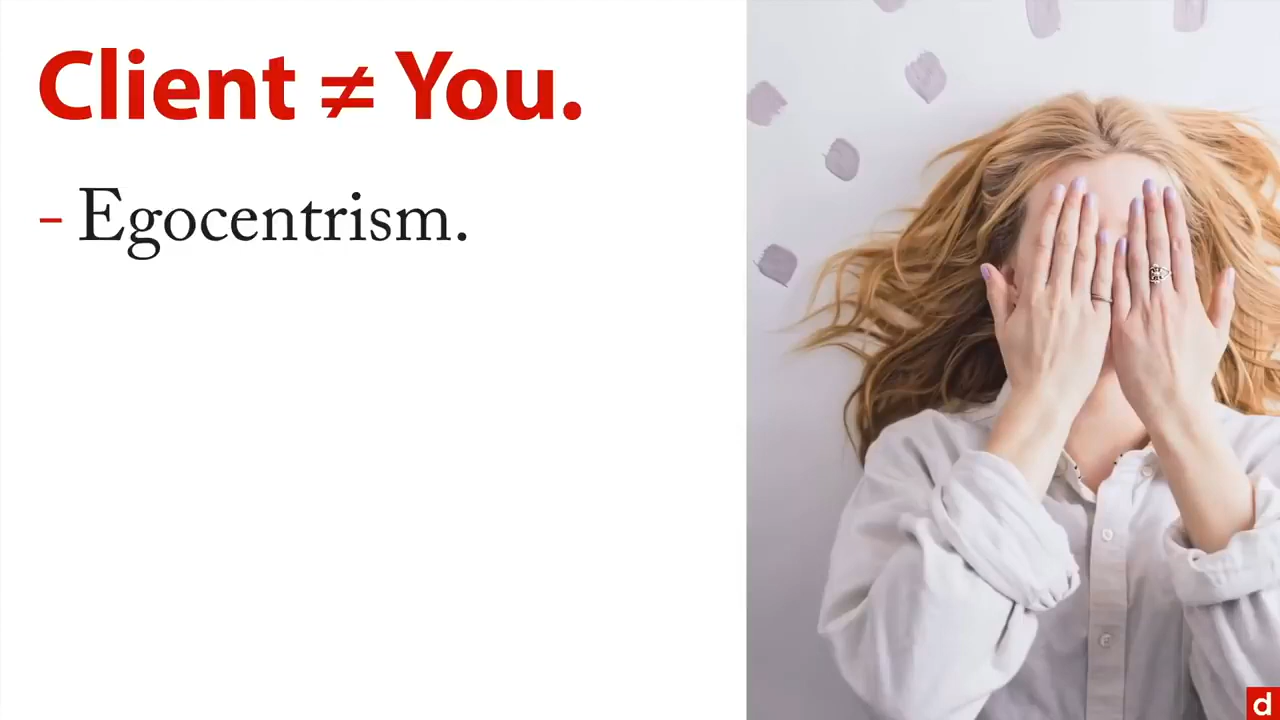 Client ≠ You.
- Egocentrism.
d